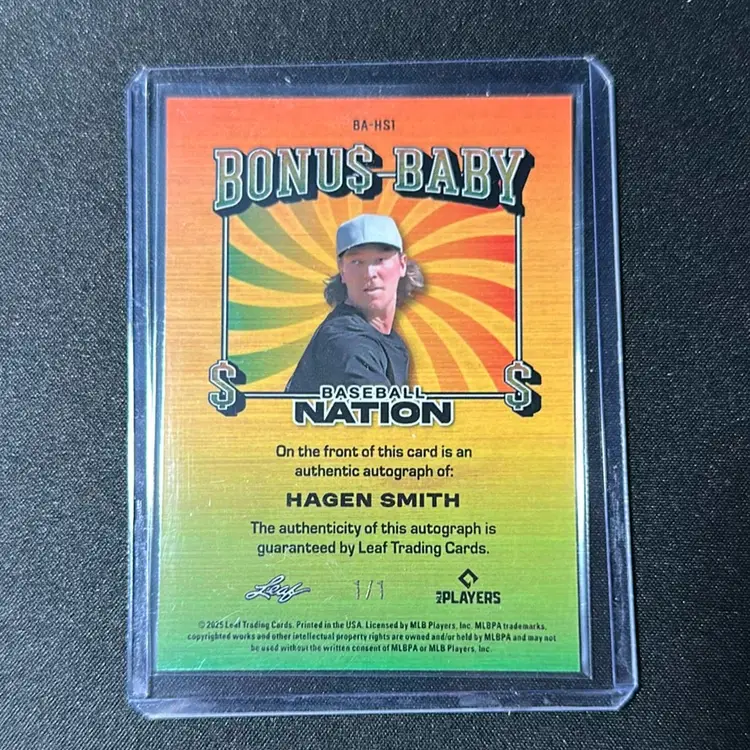 BA-HS1
BONU$-BABY
$ $
BASEBALL
NATION
On the front of this card is an
authentic autograph of:
HAGEN SMITH
The authenticity of this autograph is
guaranteed by Leaf Trading Cards.
Leaf 1/1 MLB PLAYERS
© 2025 Leaf Trading Cards. Printed in the USA. Licensed by MLB Players, Inc. MLBPA trademarks,
copyrighted works and other intellectual property rights are owned and/or held by MLBPA and may not
be used without the written consent of MLBPA or MLB Players, Inc.